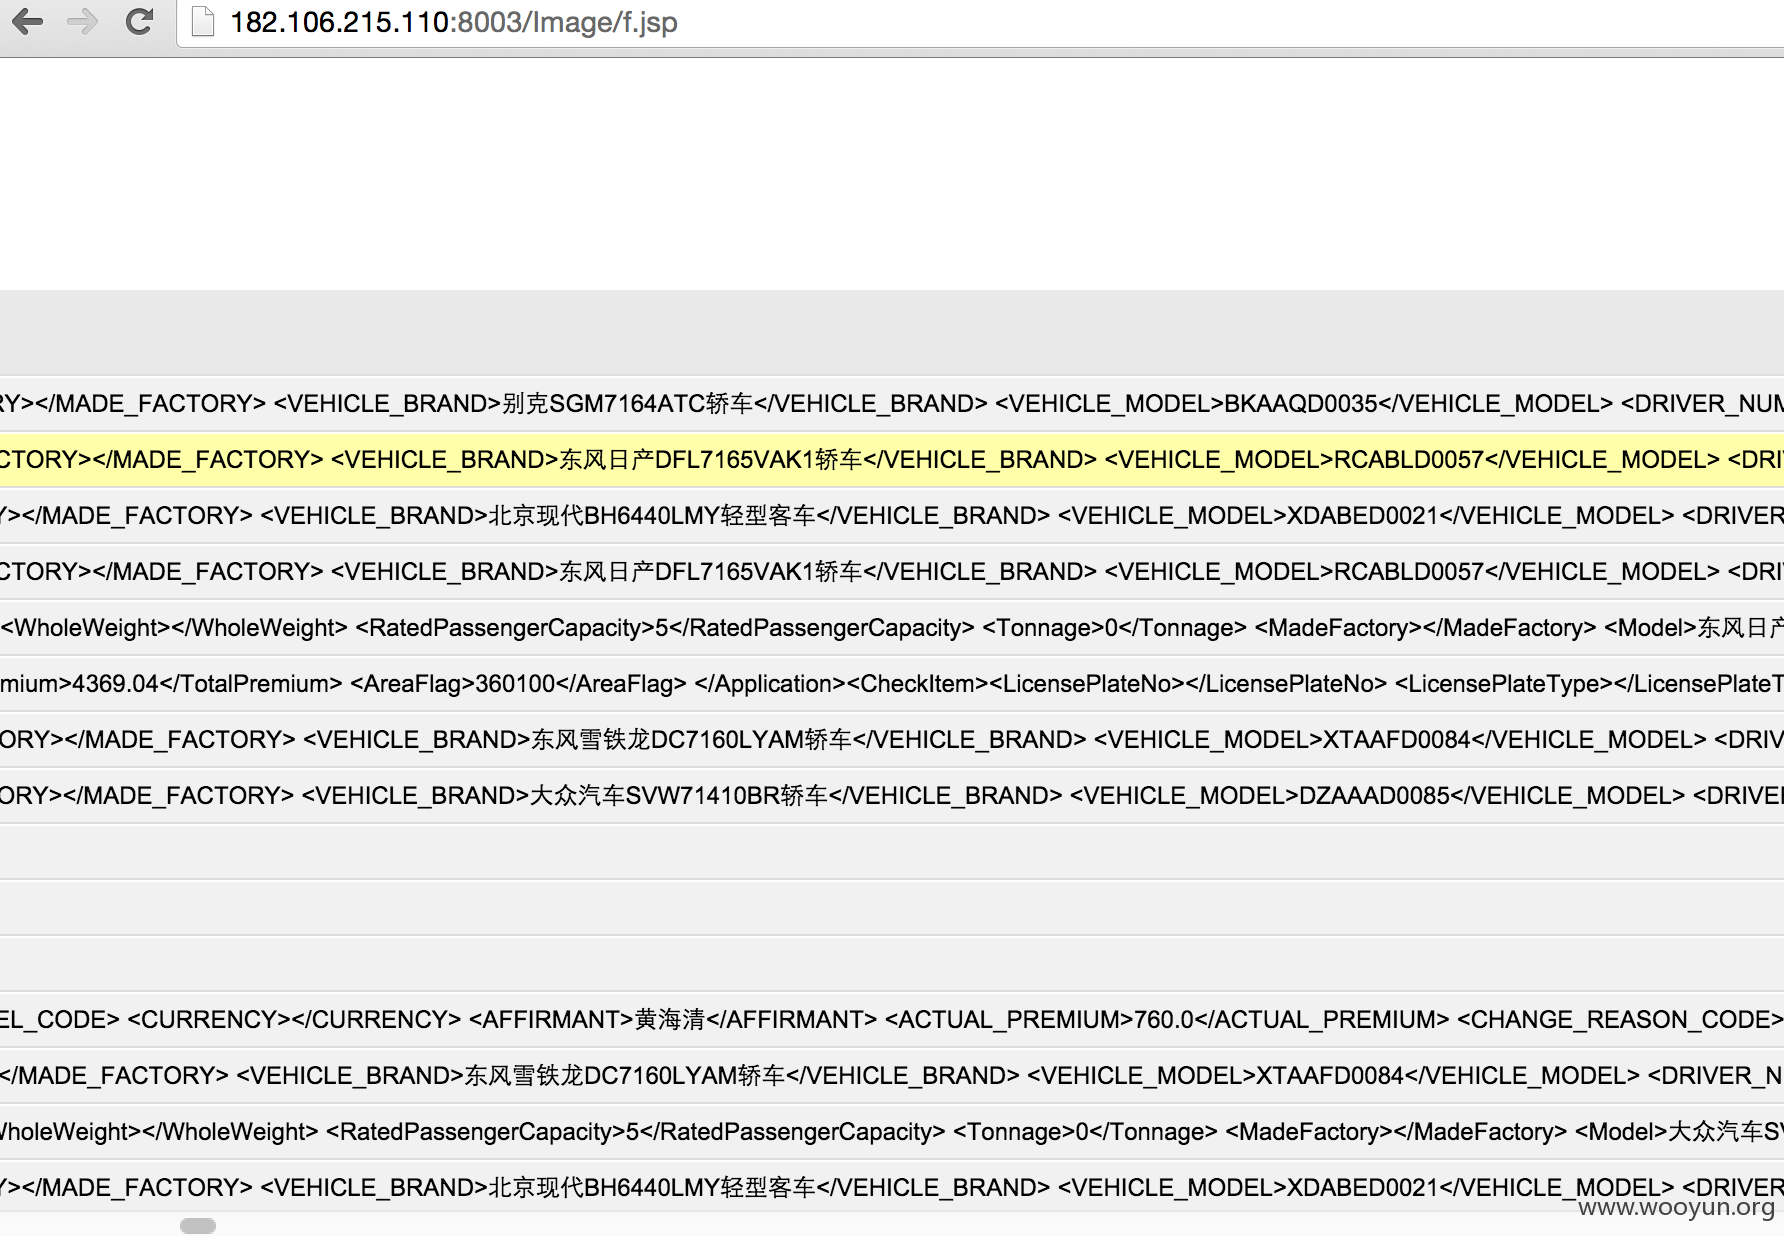 182.106.215.110:8003/Image/f.jsp
RY></MADE_FACTORY> <VEHICLE_BRAND>别克SGM7164ATC轿车</VEHICLE_BRAND> <VEHICLE_MODEL>BKAAQD0035</VEHICLE_MODEL> <DRIVER_NUM
CTORY></MADE_FACTORY> <VEHICLE_BRAND>东风日产DFL7165VAK1轿车</VEHICLE_BRAND> <VEHICLE_MODEL>RCABLD0057</VEHICLE_MODEL> <DRI
Y></MADE_FACTORY> <VEHICLE_BRAND>北京现代BH6440LMY轻型客车</VEHICLE_BRAND> <VEHICLE_MODEL>XDABED0021</VEHICLE_MODEL> <DRIVER
CTORY></MADE_FACTORY> <VEHICLE_BRAND>东风日产DFL7165VAK1轿车</VEHICLE_BRAND> <VEHICLE_MODEL>RCABLD0057</VEHICLE_MODEL> <DRI
<WholeWeight></WholeWeight> <RatedPassengerCapacity>5</RatedPassengerCapacity> <Tonnage>0</Tonnage> <MadeFactory></MadeFactory> <Model>东风日产
mium>4369.04</TotalPremium> <AreaFlag>360100</AreaFlag> </Application><CheckItem><LicensePlateNo></LicensePlateNo> <LicensePlateType></LicensePlateT
ORY></MADE_FACTORY> <VEHICLE_BRAND>东风雪铁龙DC7160LYAM轿车</VEHICLE_BRAND> <VEHICLE_MODEL>XTAAFD0084</VEHICLE_MODEL> <DRIV
ORY></MADE_FACTORY> <VEHICLE_BRAND>大众汽车SVW71410BR轿车</VEHICLE_BRAND> <VEHICLE_MODEL>DZAAAD0085</VEHICLE_MODEL> <DRIVE
EL_CODE> <CURRENCY></CURRENCY> <AFFIRMANT>黄海清</AFFIRMANT> <ACTUAL_PREMIUM>760.0</ACTUAL_PREMIUM> <CHANGE_REASON_CODE>
</MADE_FACTORY> <VEHICLE_BRAND>东风雪铁龙DC7160LYAM轿车</VEHICLE_BRAND> <VEHICLE_MODEL>XTAAFD0084</VEHICLE_MODEL> <DRIVER_N
WholeWeight></WholeWeight> <RatedPassengerCapacity>5</RatedPassengerCapacity> <Tonnage>0</Tonnage> <MadeFactory></MadeFactory> <Model>大众汽车SV
Y></MADE_FACTORY> <VEHICLE_BRAND>北京现代BH6440LMY轻型客车</VEHICLE_BRAND> <VEHICLE_MODEL>XDABED0021</VEHICLE_MODEL> <DRIVER
www.wooyun.org